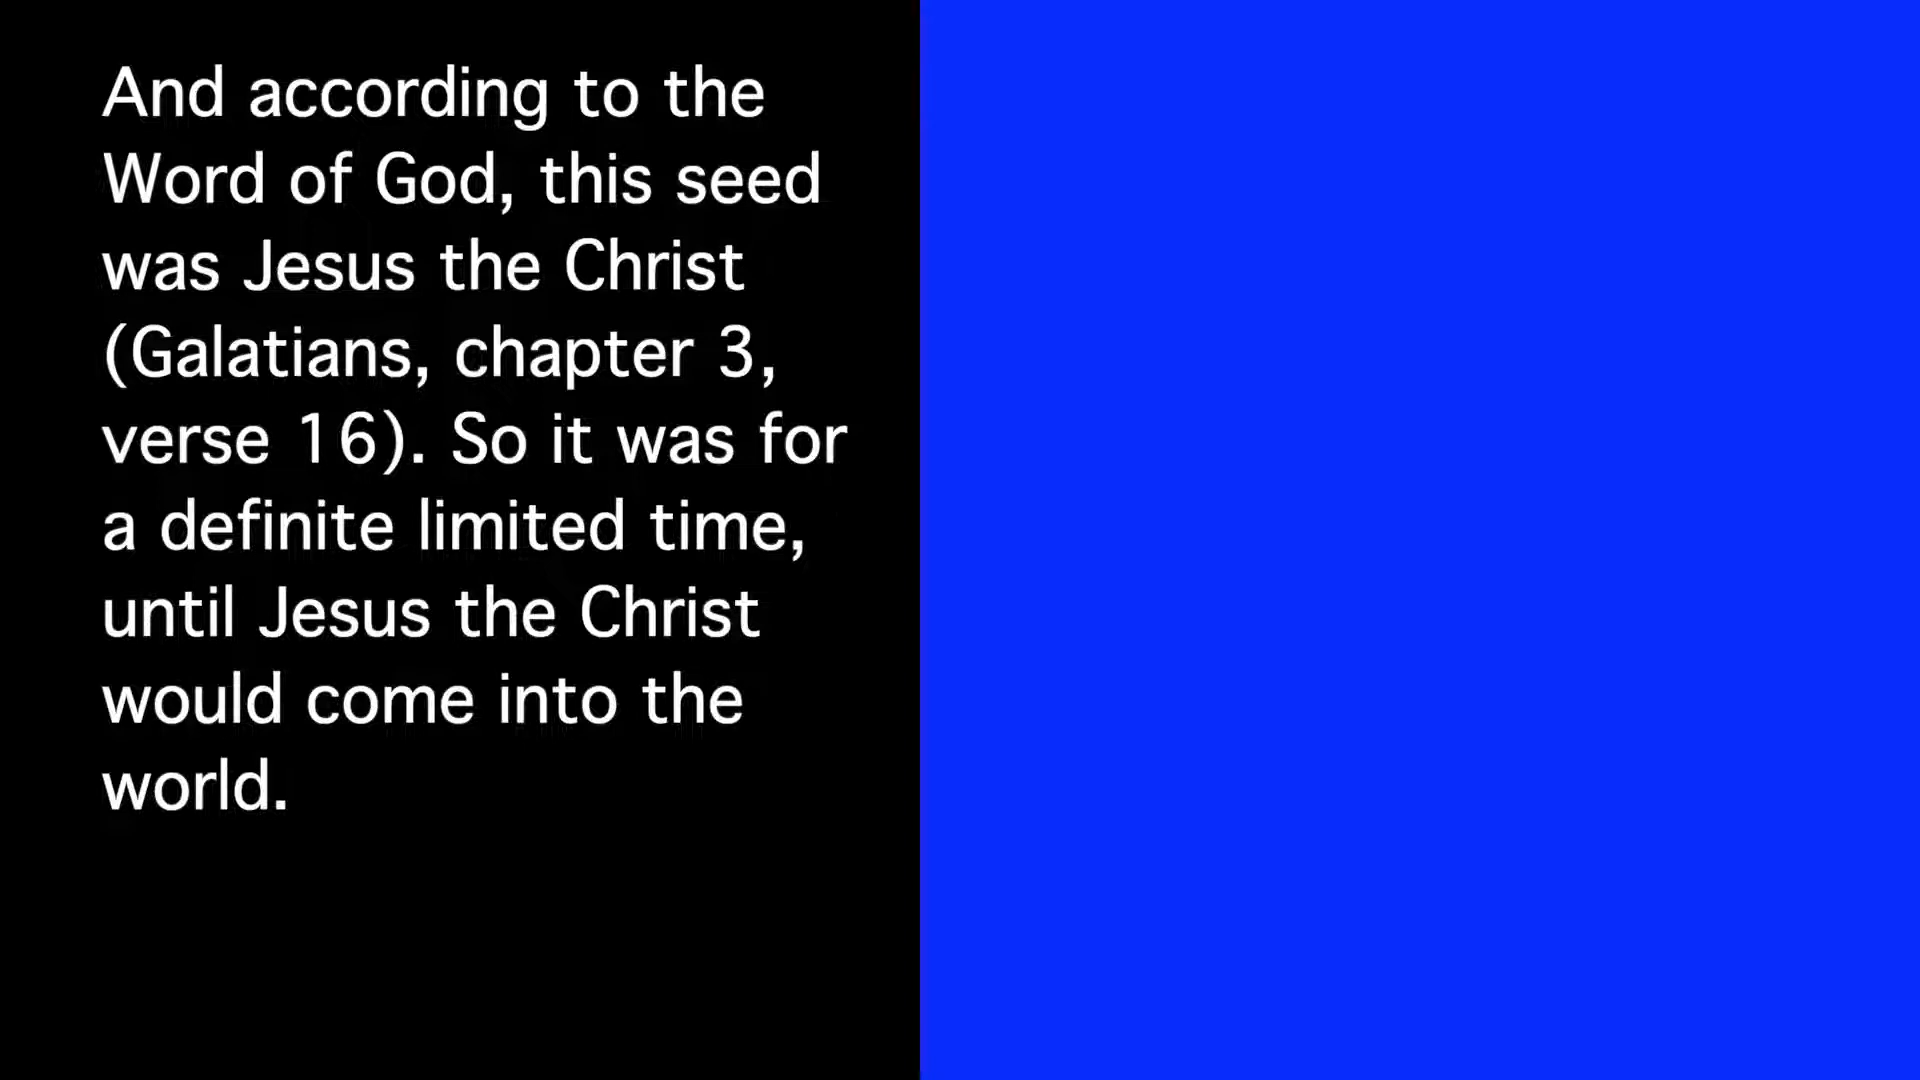 And according to the
Word of God, this seed
was Jesus the Christ
(Galatians, chapter 3,
verse 16). So it was for
a definite limited time,
until Jesus the Christ
would come into the
world.